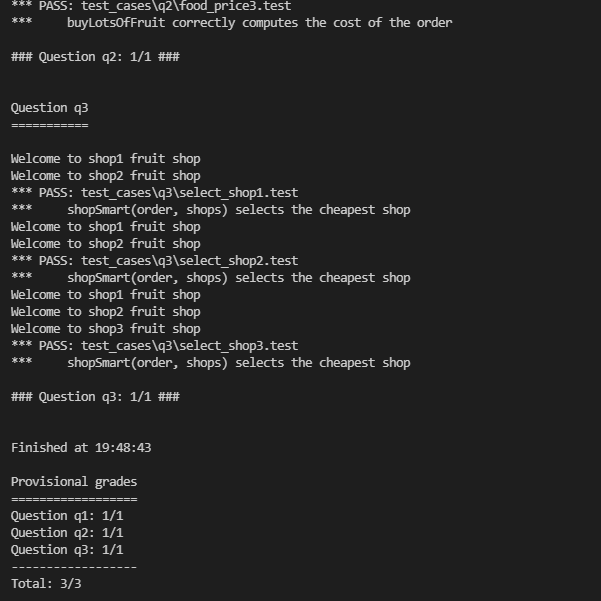 *** PASS: test_cases\q2\food_price3.test
***     buyLotsOfFruit correctly computes the cost of the order
### Question q2: 1/1 ###
Question q3
===========
Welcome to shop1 fruit shop
Welcome to shop2 fruit shop
*** PASS: test_cases\q3\select_shop1.test
***     shopSmart(order, shops) selects the cheapest shop
Welcome to shop1 fruit shop
Welcome to shop2 fruit shop
*** PASS: test_cases\q3\select_shop2.test
***     shopSmart(order, shops) selects the cheapest shop
Welcome to shop1 fruit shop
Welcome to shop2 fruit shop
Welcome to shop3 fruit shop
*** PASS: test_cases\q3\select_shop3.test
***     shopSmart(order, shops) selects the cheapest shop
### Question q3: 1/1 ###
Finished at 19:48:43
Provisional grades
==================
Question q1: 1/1
Question q2: 1/1
Question q3: 1/1
------------------
Total: 3/3